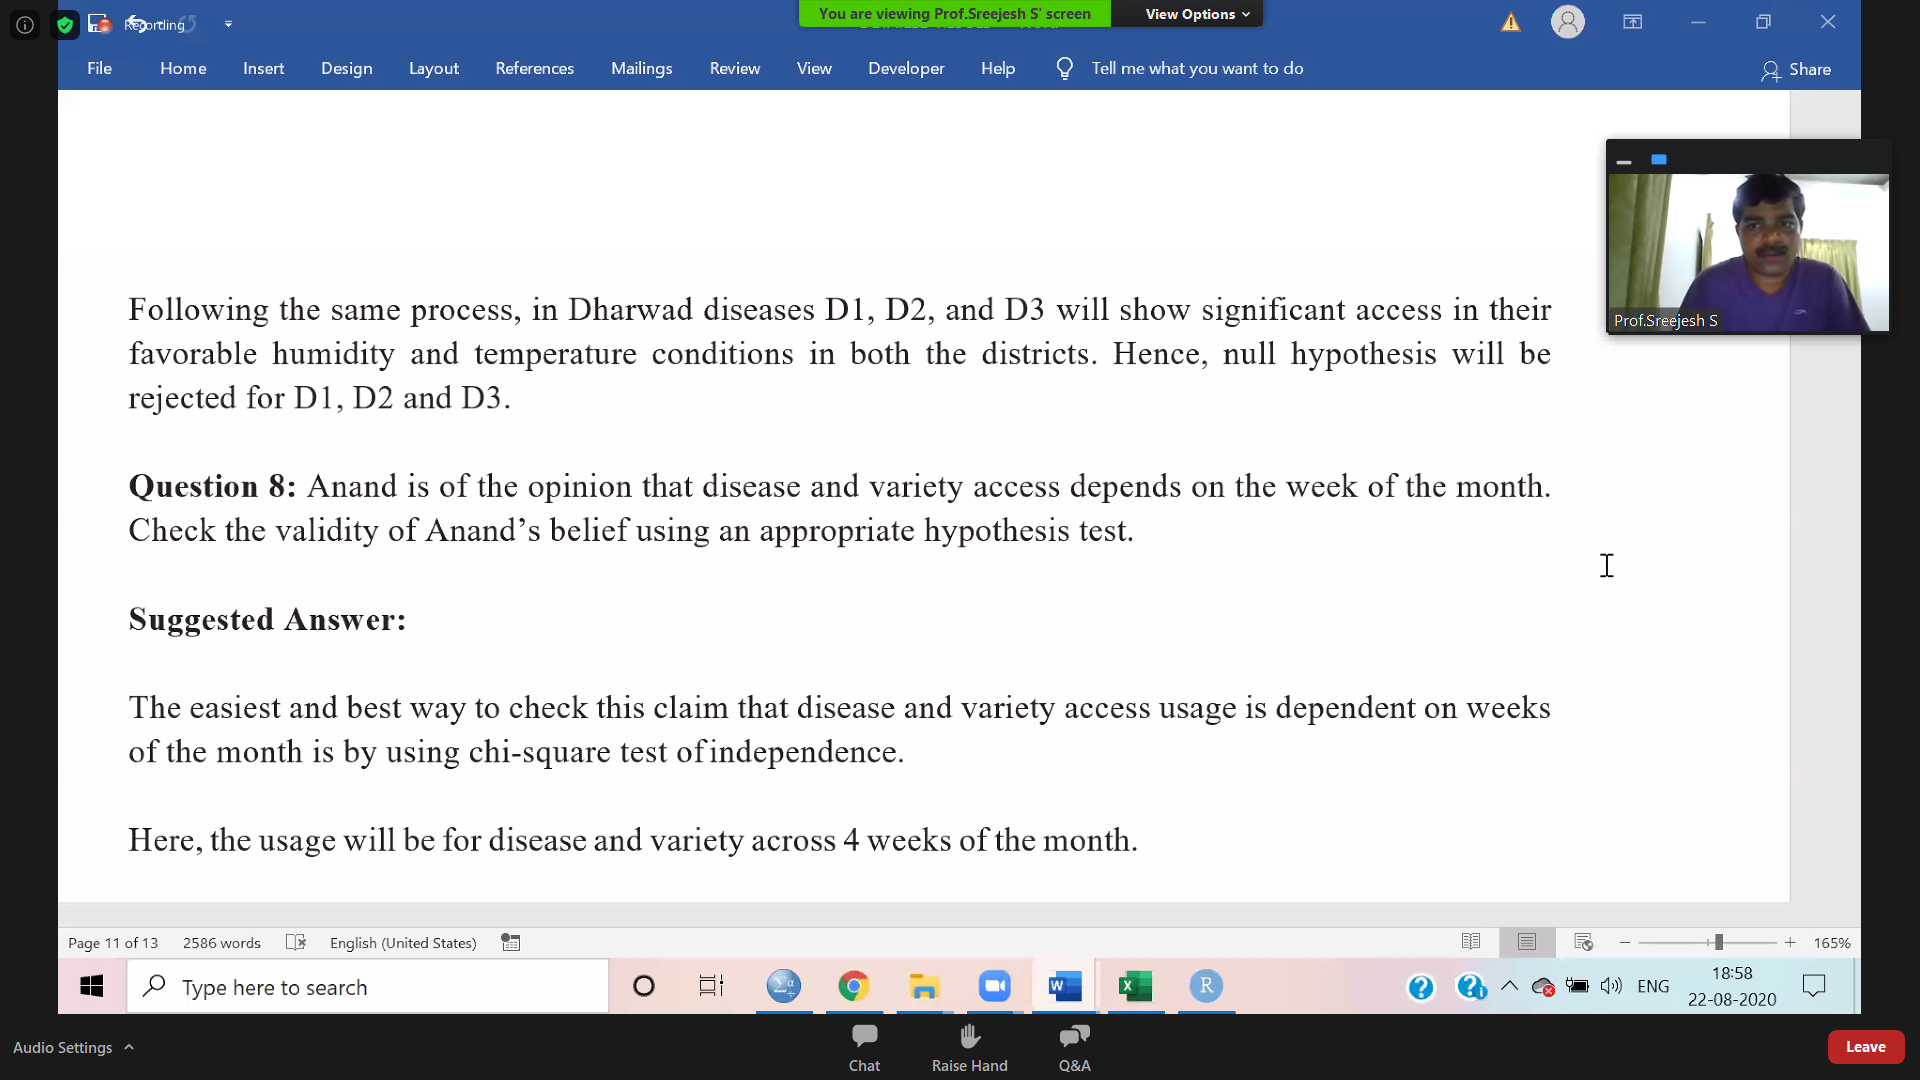 Recording
You are viewing Prof.Sreejesh S' screen
View Options
File Home Insert Design Layout References Mailings Review View Developer Help Tell me what you want to do Share
Prof.Sreejesh S
Following the same process, in Dharwad diseases D1, D2, and D3 will show significant access in their
favorable humidity and temperature conditions in both the districts. Hence, null hypothesis will be
rejected for D1, D2 and D3.
Question 8: Anand is of the opinion that disease and variety access depends on the week of the month.
Check the validity of Anand’s belief using an appropriate hypothesis test.
Suggested Answer:
The easiest and best way to check this claim that disease and variety access usage is dependent on weeks
of the month is by using chi-square test of independence.
Here, the usage will be for disease and variety across 4 weeks of the month.
Page 11 of 13 2586 words English (United States) 165%
Type here to search
ENG
18:58
22-08-2020
Audio Settings
Chat
Raise Hand
Q&A
Leave